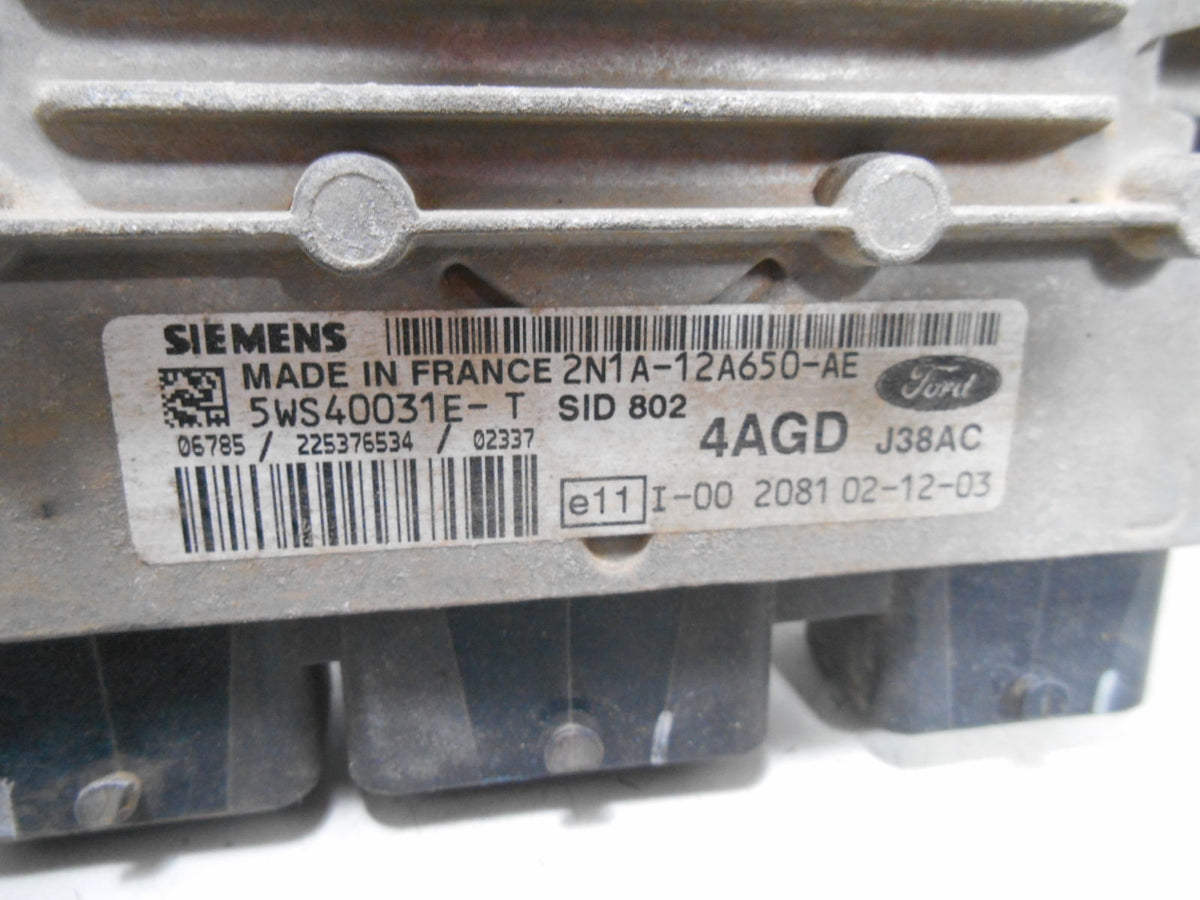 SIEMENS
MADE IN FRANCE 2N1A-12A650-AE
Ford
5WS40031E- T SID 802
4AGD J38AC
06785 / 225376534 / 02337
e11 I-00 2081 02-12-03